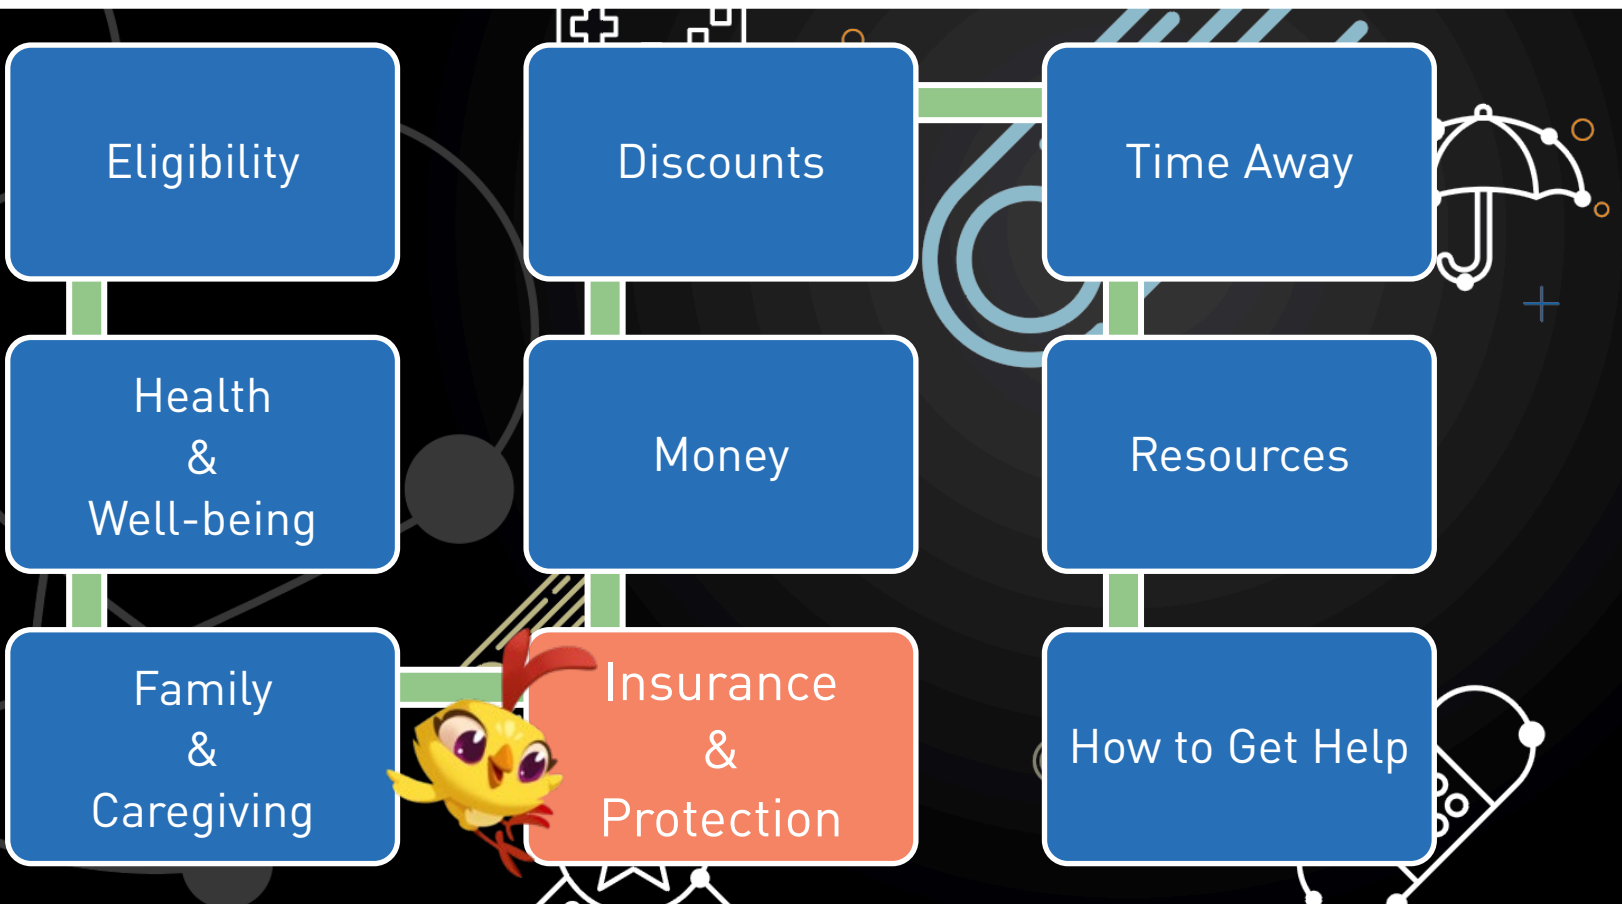 Eligibility
Health
&
Well-being
Family
&
Caregiving
Insurance
&
Protection
Money
Discounts
Time Away
Resources
How to Get Help